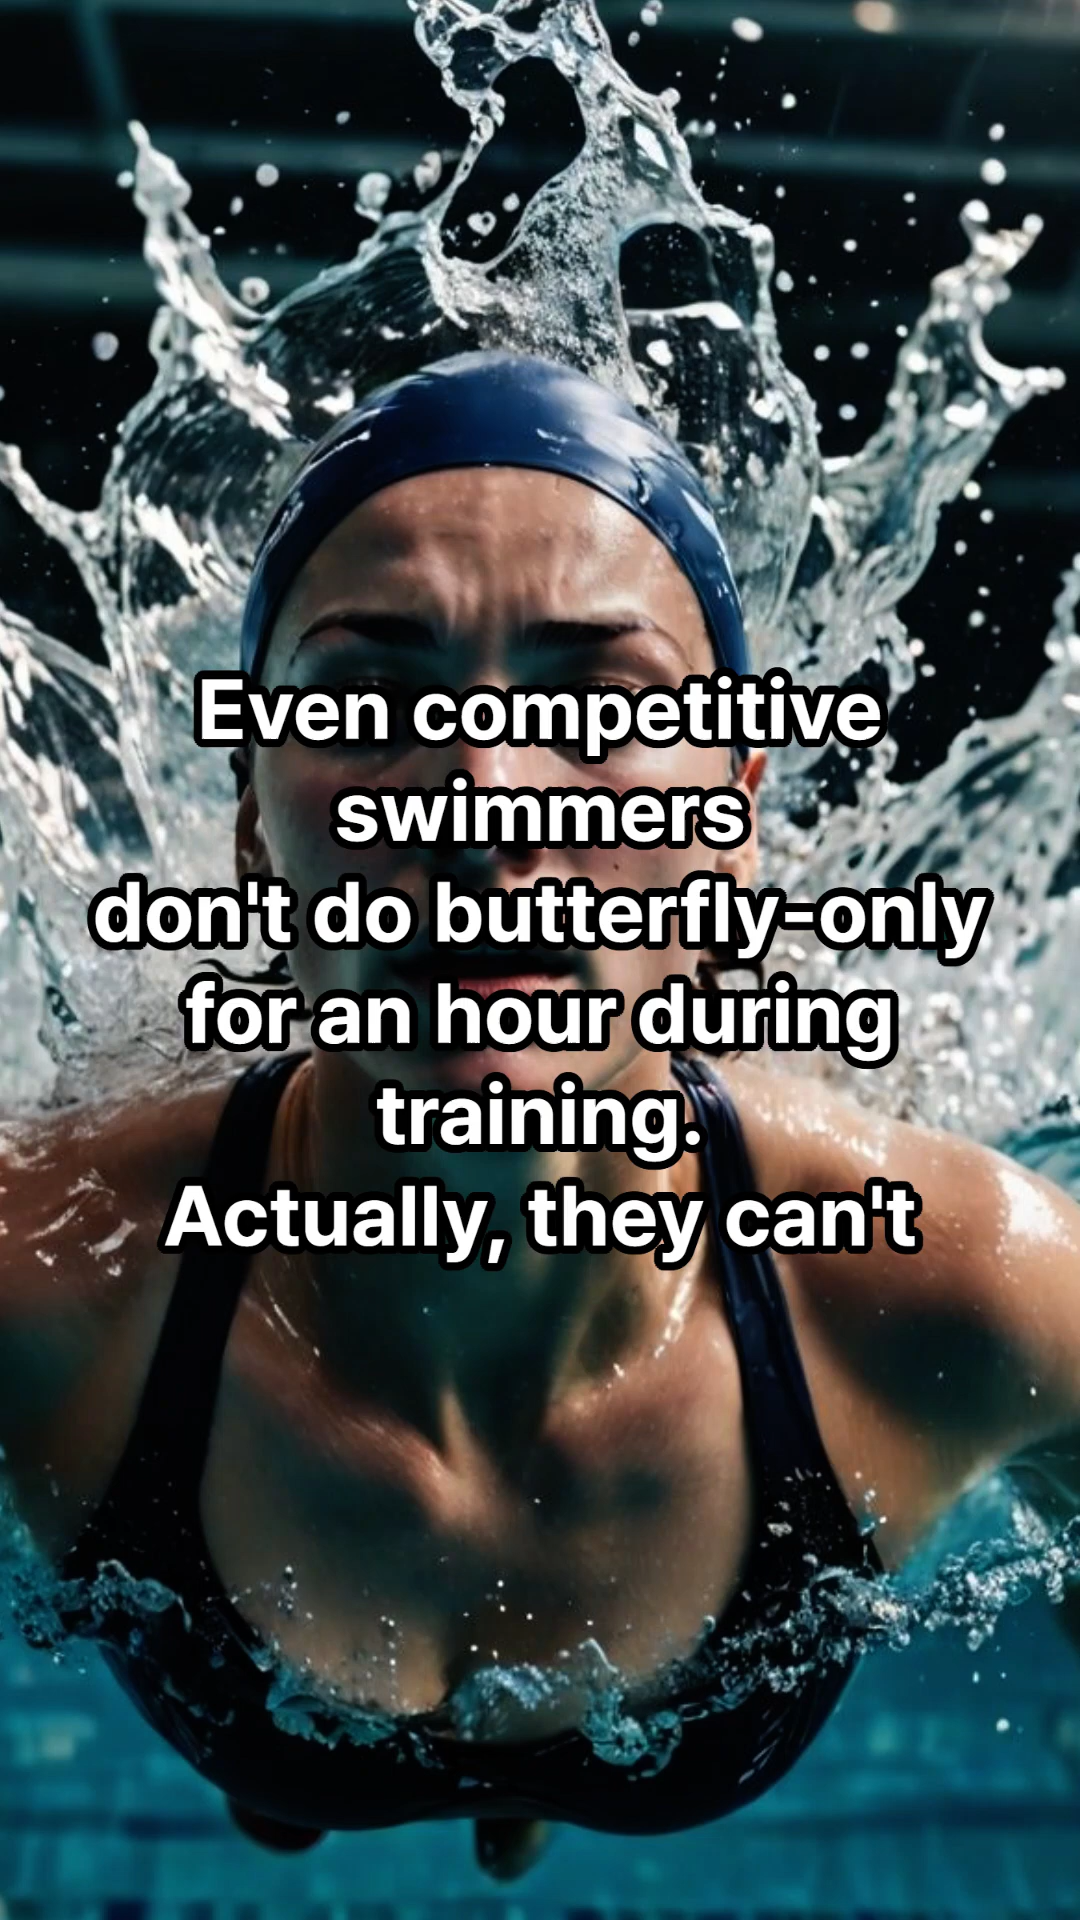 Even competitive
swimmers
don't do butterfly-only
for an hour during
training.
Actually, they can't